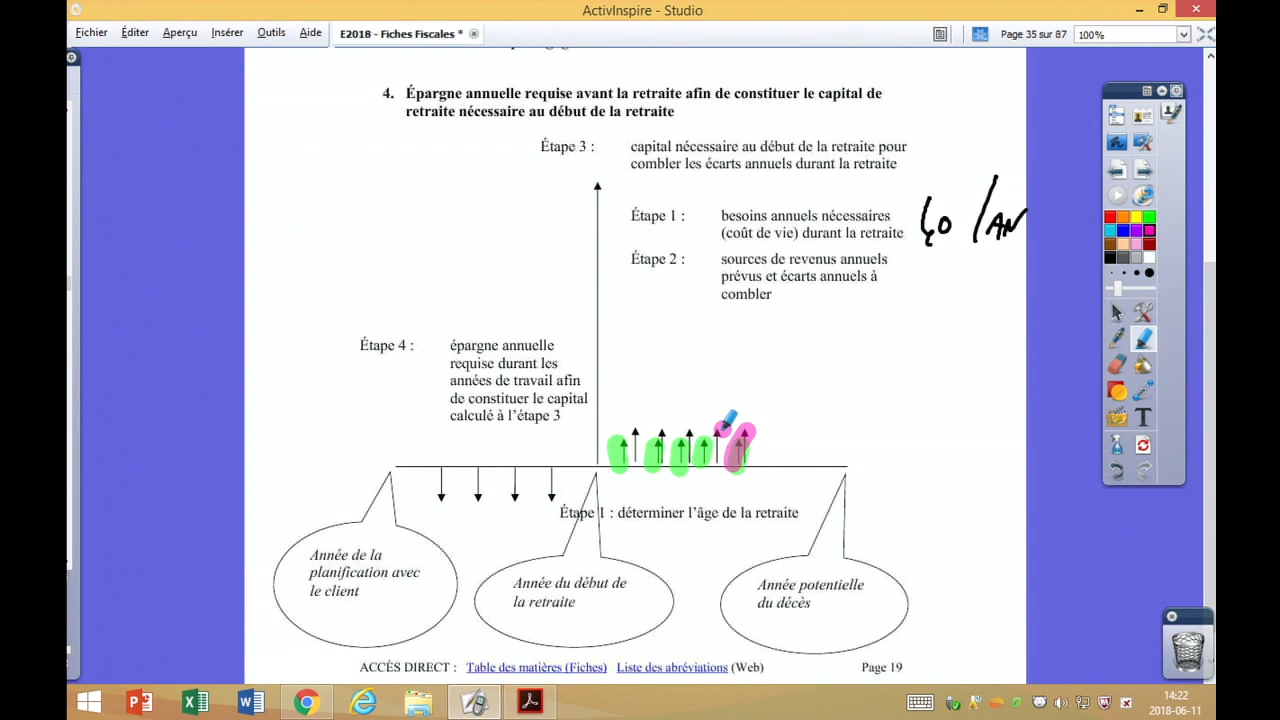 ActivInspire - Studio
Fichier Éditer Aperçu Insérer Outils Aide
E2018 - Fiches Fiscales *
Page 35 sur 87
100%
4. Épargne annuelle requise avant la retraite afin de constituer le capital de
retraite nécessaire au début de la retraite
Étape 3 : capital nécessaire au début de la retraite pour
combler les écarts annuels durant la retraite
Étape 1 : besoins annuels nécessaires
(coût de vie) durant la retraite
/AN
Étape 2 : sources de revenus annuels
prévus et écarts annuels à
combler
Étape 4 : épargne annuelle
requise durant les
années de travail afin
de constituer le capital
calculé à l'étape 3
Étape 1 : déterminer l'âge de la retraite
Année de la
planification avec
le client
Année du début de
la retraite
Année potentielle
du décès
ACCÈS DIRECT : Table des matières (Fiches) Liste des abréviations (Web)
Page 19
14:22
2018-06-11